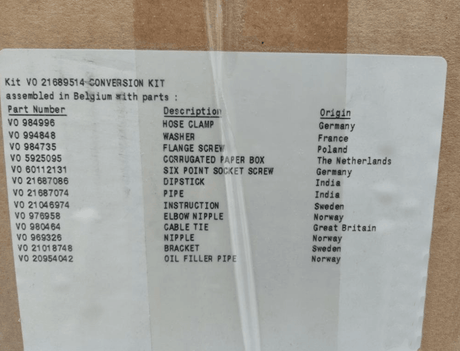 Kit VO 21689514 CONVERSION KIT
assembled in Belgium with parts :
Part Number Description Origin
VO 984996 HOSE CLAMP Germany
VO 994848 WASHER France
VO 984735 FLANGE SCREW Poland
VO 5925095 CORRUGATED PAPER BOX The Netherlands
VO 60112131 SIX POINT SOCKET SCREW Germany
VO 21687086 DIPSTICK India
VO 21687074 PIPE India
VO 21046974 INSTRUCTION Sweden
VO 976958 ELBOW NIPPLE Norway
VO 980464 CABLE TIE Great Britain
VO 969326 NIPPLE Norway
VO 21018748 BRACKET Sweden
VO 20954042 OIL FILLER PIPE Norway